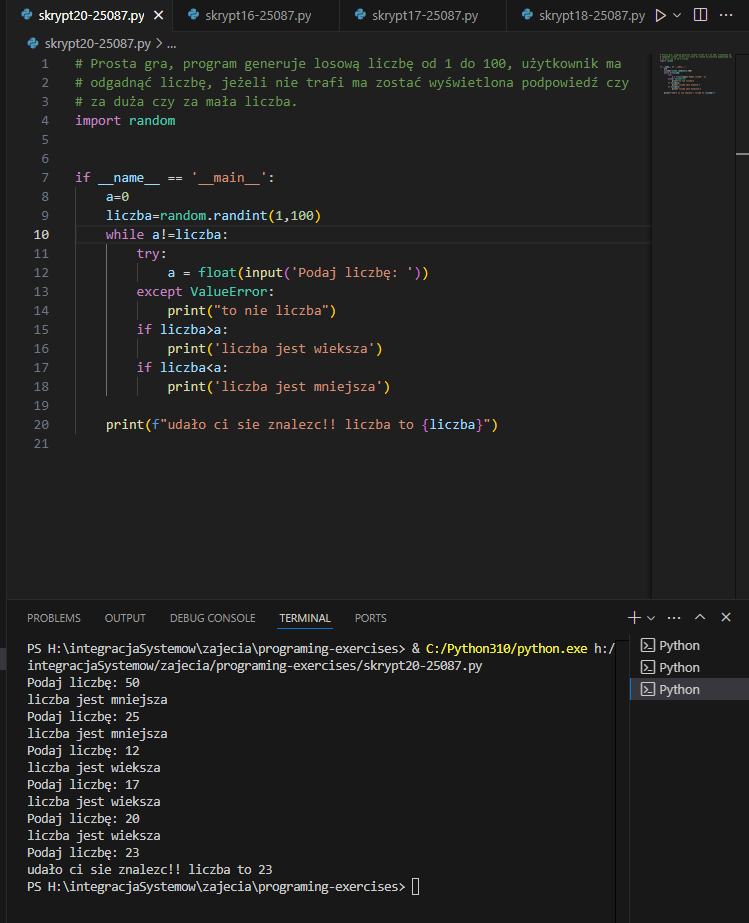 skrypt20-25087.py
skrypt16-25087.py
skrypt17-25087.py
skrypt18-25087.py
skrypt20-25087.py > ...
1 # Prosta gra, program generuje losową liczbę od 1 do 100, użytkownik ma
2 # odgadnąć liczbę, jeżeli nie trafi ma zostać wyświetlona podpowiedź czy
3 # za duża czy za mała liczba.
4 import random
5
6
7 if __name__ == '__main__':
8 a=0
9 liczba=random.randint(1,100)
10 while a!=liczba:
11 try:
12 a = float(input('Podaj liczbę: '))
13 except ValueError:
14 print("to nie liczba")
15 if liczba>a:
16 print('liczba jest wieksza')
17 if liczba<a:
18 print('liczba jest mniejsza')
19
20 print(f"udało ci sie znalezc!! liczba to {liczba}")
21
PROBLEMS OUTPUT DEBUG CONSOLE TERMINAL PORTS
PS H:\integracjaSystemow\zajecia\programing-exercises> & C:/Python310/python.exe h:/
integracjaSystemow/zajecia/programing-exercises/skrypt20-25087.py
Podaj liczbę: 50
liczba jest mniejsza
Podaj liczbę: 25
liczba jest mniejsza
Podaj liczbę: 12
liczba jest wieksza
Podaj liczbę: 17
liczba jest wieksza
Podaj liczbę: 20
liczba jest wieksza
Podaj liczbę: 23
udało ci sie znalezc!! liczba to 23
PS H:\integracjaSystemow\zajecia\programing-exercises>
Python
Python
Python